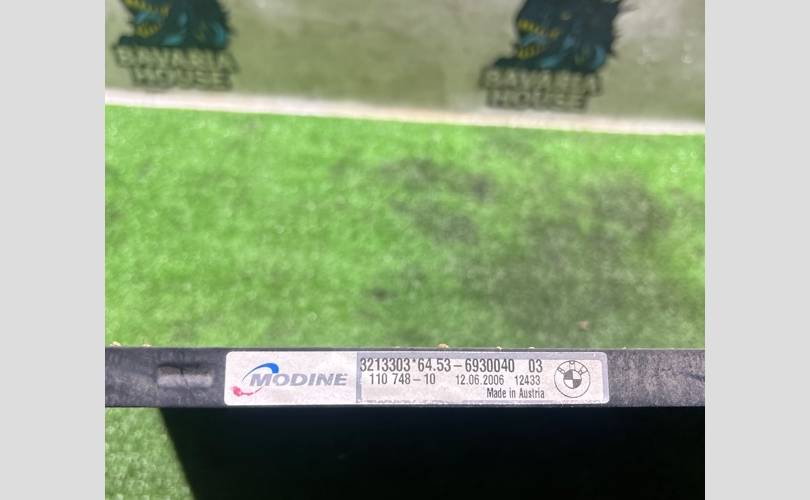 BAVARIA
HOUSE
BAVARIA
HOUSE
MODINE
3213303*64.53-6930040 03
110 748-10 12.06.2006 12433
Made in Austria
BMW